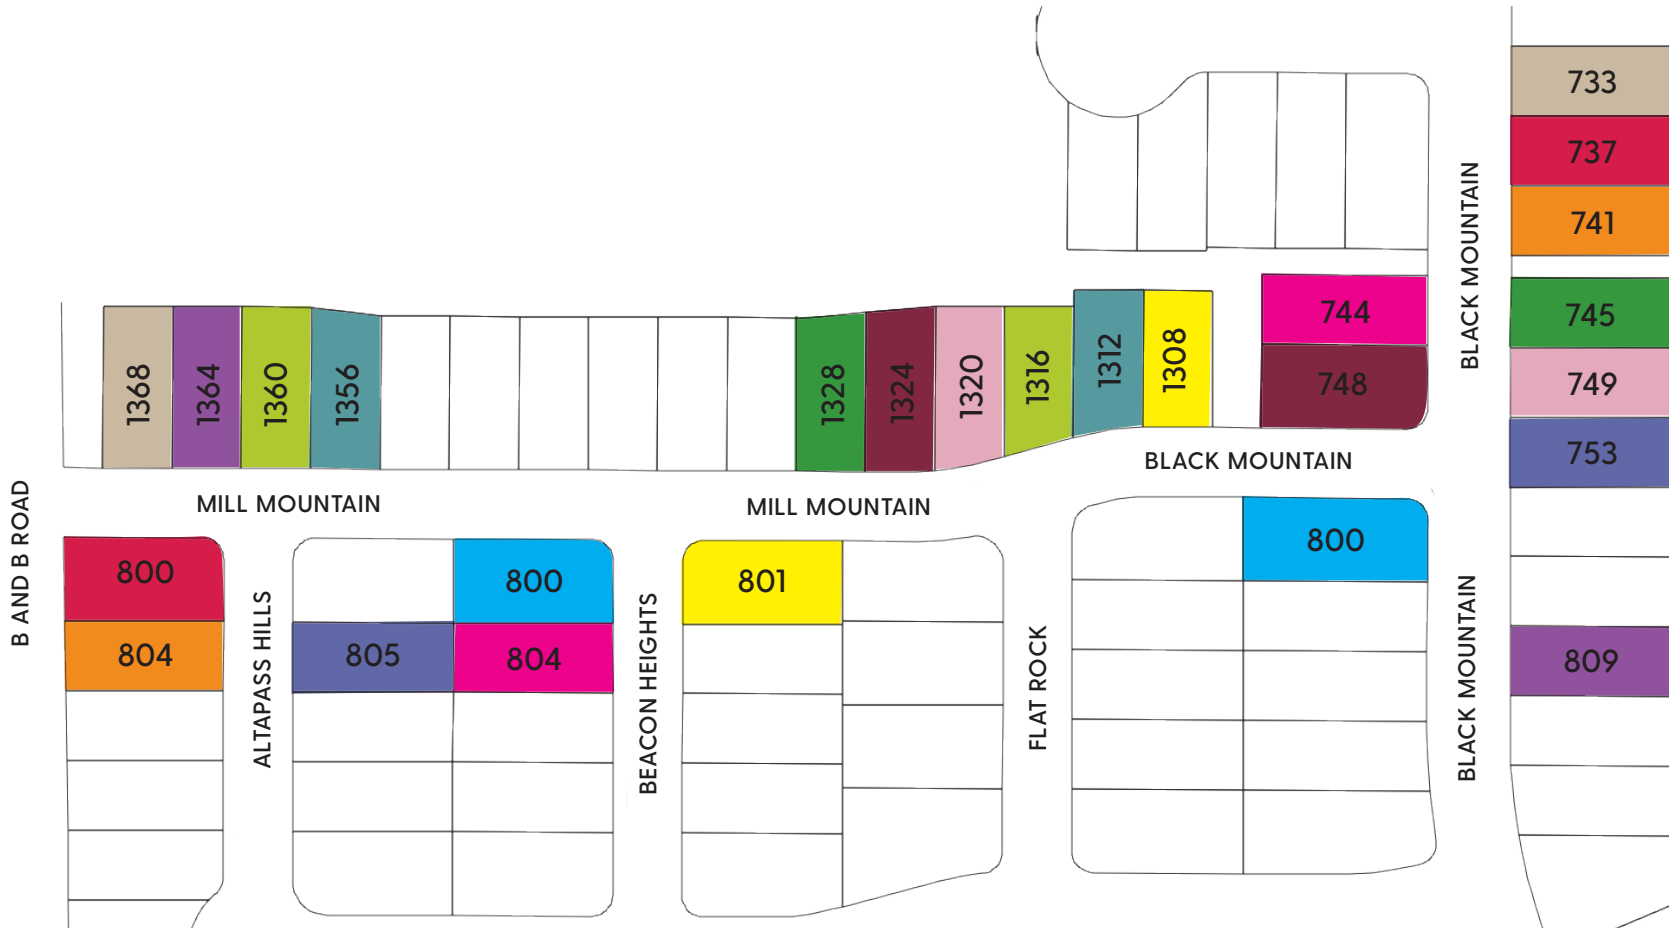 733
737
741
BLACK MOUNTAIN
744
745
748
749
753
1368
1364
1360
1356
1328
1324
1320
1316
1312
1308
BLACK MOUNTAIN
MILL MOUNTAIN
MILL MOUNTAIN
B AND B ROAD
800
804
ALTAPASS HILLS
800
805
804
BEACON HEIGHTS
801
FLAT ROCK
800
BLACK MOUNTAIN
809